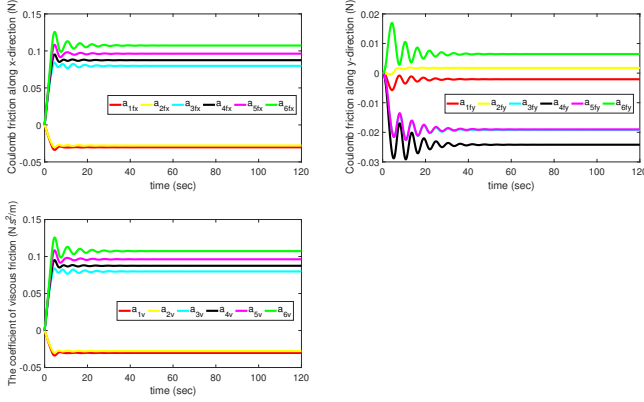 Coulomb friction along x-direction (N)
0.15
0.1
0.05
0
-0.05
a1fx a2fx a3fx a4fx a5fx a6fx
0 20 40 60 80 100 120
time (sec)
Coulomb friction along y-direction (N)
0.02
0.01
0
-0.01
-0.02
-0.03
a1fy a2fy a3fy a4fy a5fy a6fy
0 20 40 60 80 100 120
time (sec)
The coefficient of viscous friction (N.s²/m)
0.15
0.1
0.05
0
-0.05
a1v a2v a3v a4v a5v a6v
0 20 40 60 80 100 120
time (sec)